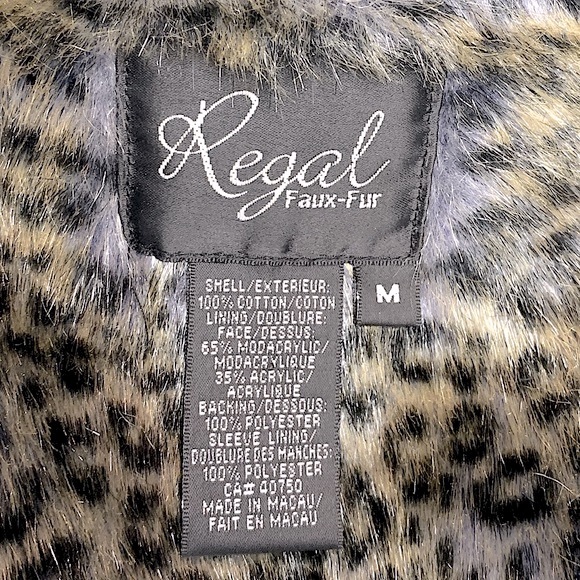 Regal
Faux-Fur
M
SHELL/EXTERIEUR:
100% COTTON/COTON
LINING/DOUBLURE:
FACE/DESSUS:
65% MODACRYLIC/
MODACRYLIQUE
35% ACRYLIC/
ACRYLIQUE
BACKING/DESSOUS:
100% POLYESTER
SLEEVE LINING/
DOUBLURE DES MANCHES:
100% POLYESTER
CA# 40750
MADE IN MACAU/
FAIT EN MACAU